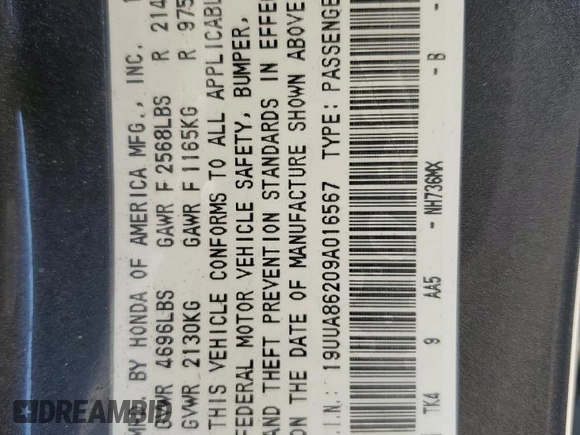 MFD BY HONDA OF AMERICA MFG., INC.
GVWR 4696LBS GAWR F 2568LBS R 214
GVWR 2130KG GAWR F 1165KG R 975
THIS VEHICLE CONFORMS TO ALL APPLICABL
FEDERAL MOTOR VEHICLE SAFETY, BUMPER,
AND THEFT PREVENTION STANDARDS IN EFFE
ON THE DATE OF MANUFACTURE SHOWN ABOVE
.I.N.: 19UUA86209A016567 TYPE: PASSENGE
TK4 9 AA5 - NH736MX - B -
DREAMBID